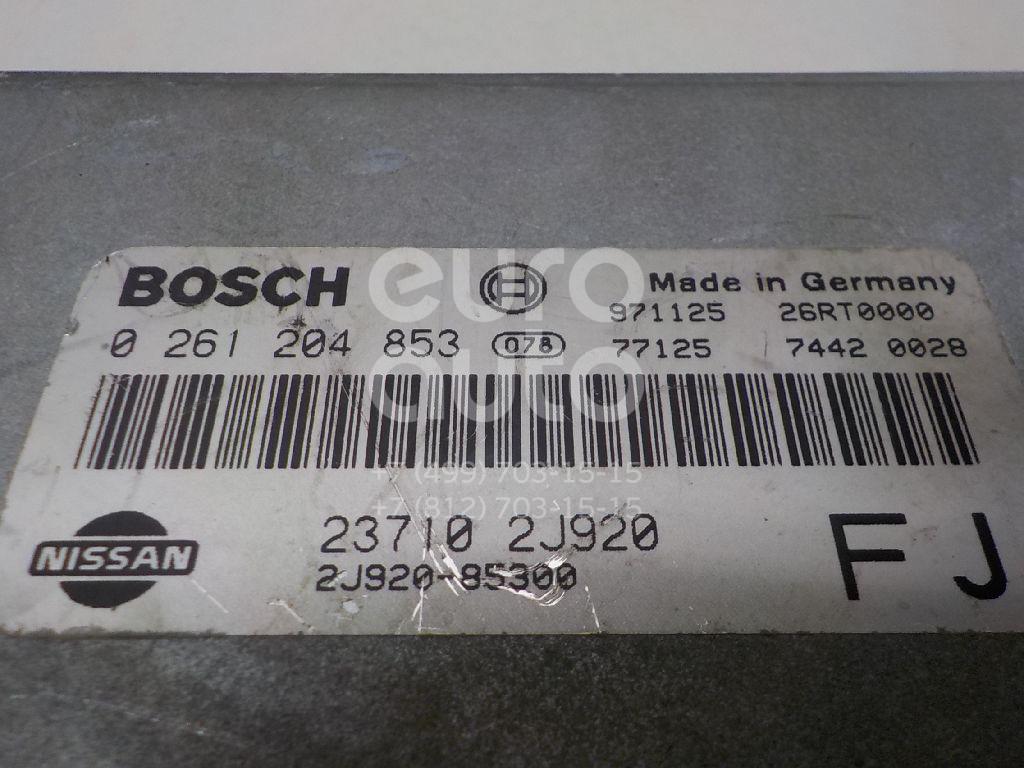 BOSCH Made in Germany
971125 26RT0000
0 261 204 853 078 77125 7442 0028
euro
auto
+7 (499) 703-15-15
+7 (812) 703-15-15
23710 2J920
2J920-85300
NISSAN
FJ